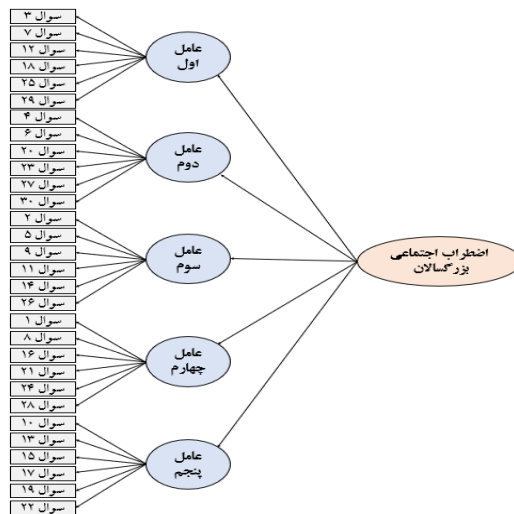 اضطراب اجتماعی
بزرگسالان
عامل
اول
سوال ۳
سوال ۷
سوال ۱۲
سوال ۱۸
سوال ۲۵
سوال ۲۹
عامل
دوم
سوال ۴
سوال ۶
سوال ۲۰
سوال ۲۳
سوال ۲۷
سوال ۳۰
عامل
سوم
سوال ۲
سوال ۵
سوال ۹
سوال ۱۱
سوال ۱۴
سوال ۲۶
عامل
چهارم
سوال ۱
سوال ۸
سوال ۱۶
سوال ۲۱
سوال ۲۴
سوال ۲۸
عامل
پنجم
سوال ۱۰
سوال ۱۳
سوال ۱۵
سوال ۱۷
سوال ۱۹
سوال ۲۲